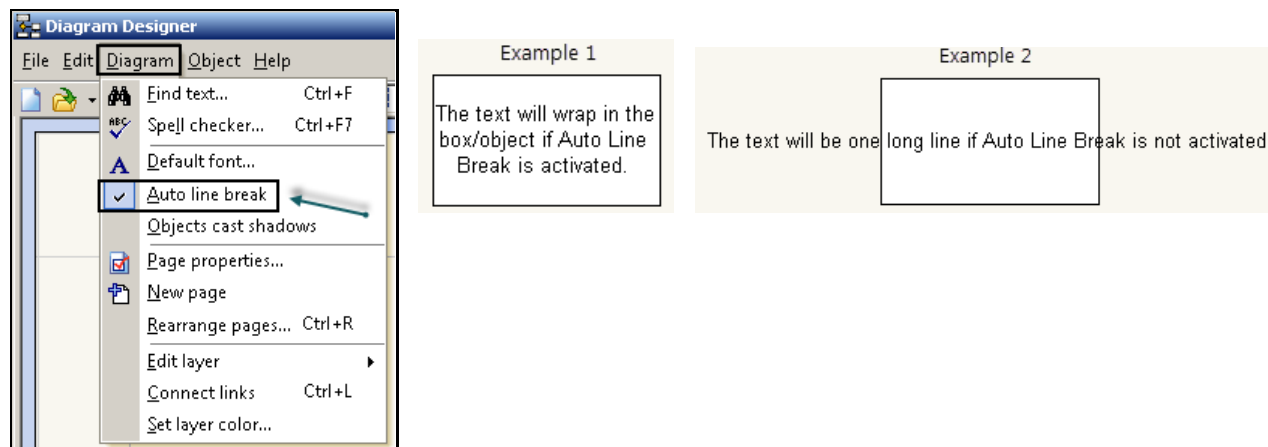 Diagram Designer
File Edit Diagram Object Help
Find text... Ctrl+F
ABC
Spell checker... Ctrl+F7
A
Default font...
Auto line break
Objects cast shadows
Page properties...
New page
Rearrange pages... Ctrl+R
Edit layer
Connect links Ctrl+L
Set layer color...
Example 1
The text will wrap in the
box/object if Auto Line
Break is activated.
Example 2
The text will be one long line if Auto Line Break is not activated